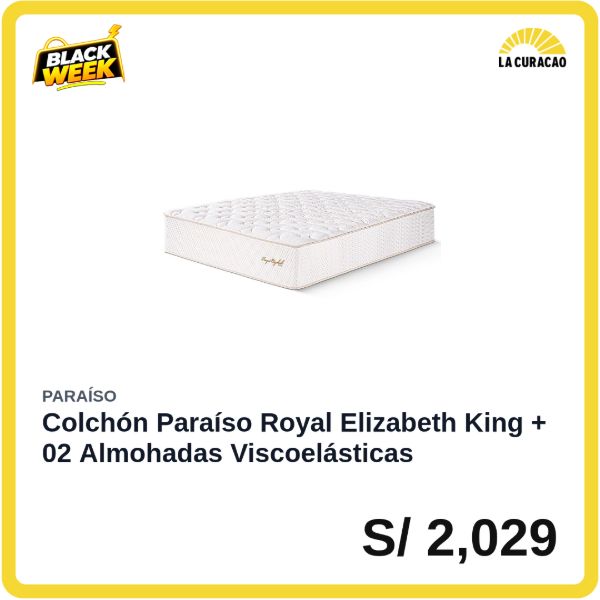 BLACK
WEEK
LA CURACAO
PARAÍSO
Colchón Paraíso Royal Elizabeth King +
02 Almohadas Viscoelásticas
S/ 2,029